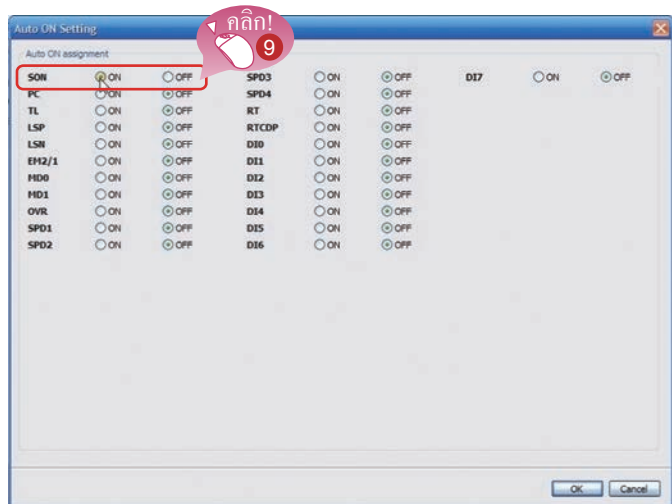 Auto ON Setting
คลิก!
9
Auto ON assignment
SON ON OFF SPD3 ON OFF DI7 ON OFF
PC ON OFF SPD4 ON OFF
TL ON OFF RT ON OFF
LSP ON OFF RTCDP ON OFF
LSN ON OFF DI0 ON OFF
EM2/1 ON OFF DI1 ON OFF
MD0 ON OFF DI2 ON OFF
MD1 ON OFF DI3 ON OFF
OVR ON OFF DI4 ON OFF
SPD1 ON OFF DI5 ON OFF
SPD2 ON OFF DI6 ON OFF
OK Cancel